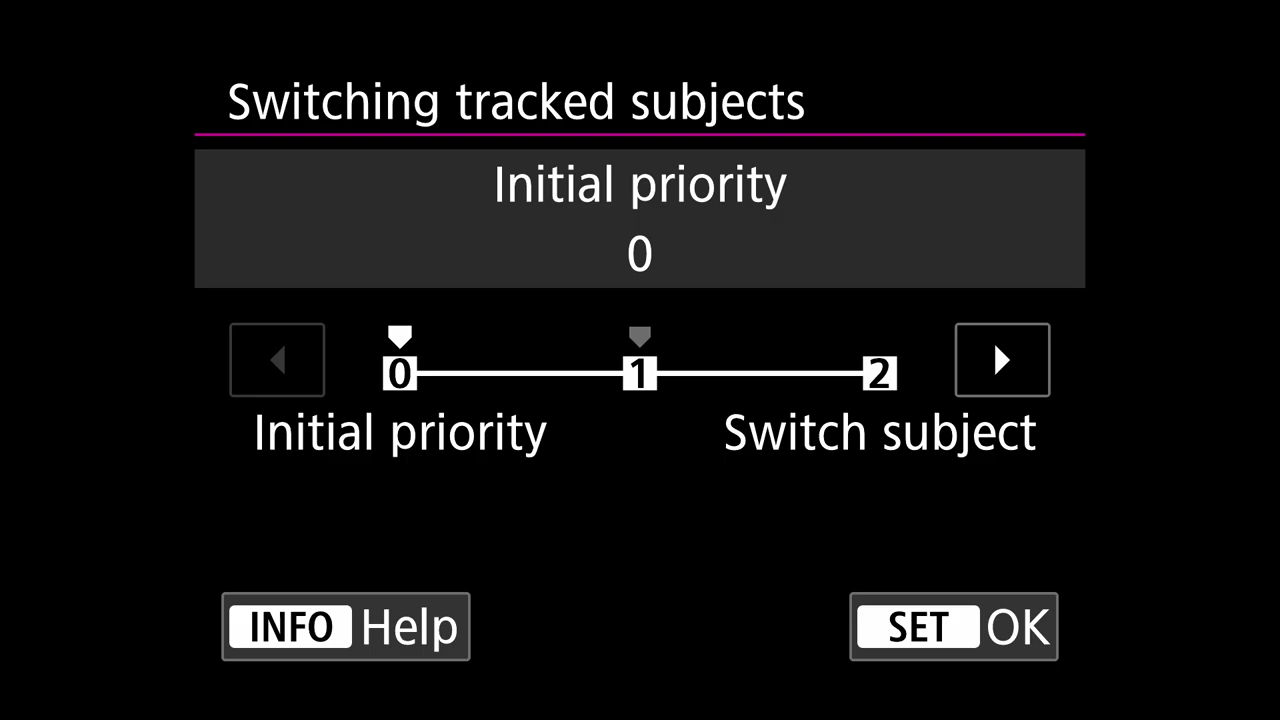 Switching tracked subjects
Initial priority
0
0 1 2
Initial priority Switch subject
INFO Help SET OK